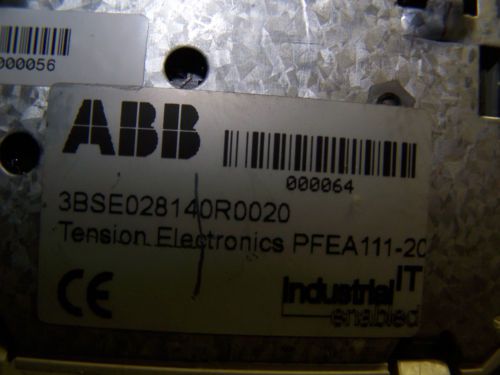 000056
ABB
000064
3BSE028140R0020
Tension Electronics PFEA111-20
CE
Industrial IT
enabled